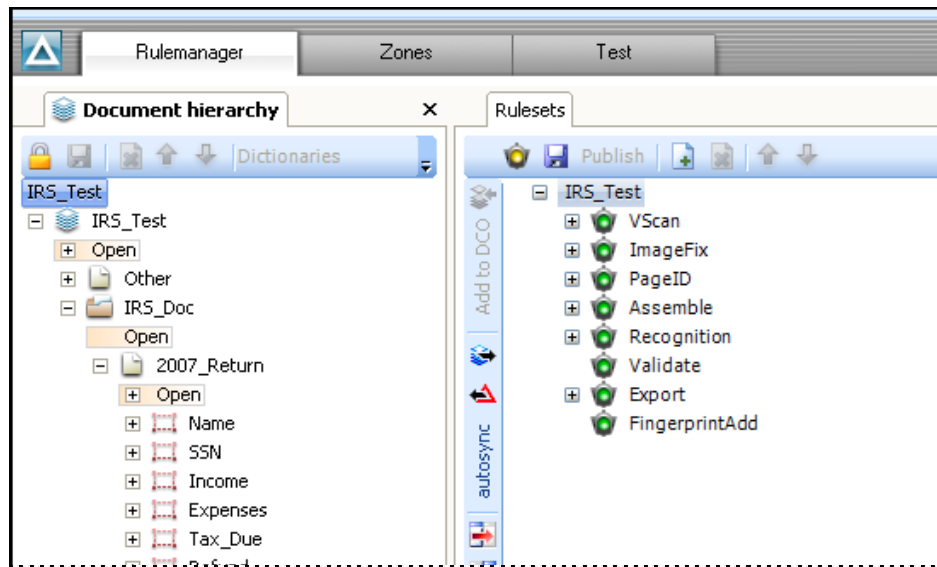 Rulemanager
Zones
Test
Document hierarchy
Rulesets
Dictionaries
Publish
IRS_Test
IRS_Test
Open
Other
IRS_Doc
Open
2007_Return
Open
Name
SSN
Income
Expenses
Tax_Due
Add to DCO
autosync
IRS_Test
VScan
ImageFix
PageID
Assemble
Recognition
Validate
Export
FingerprintAdd